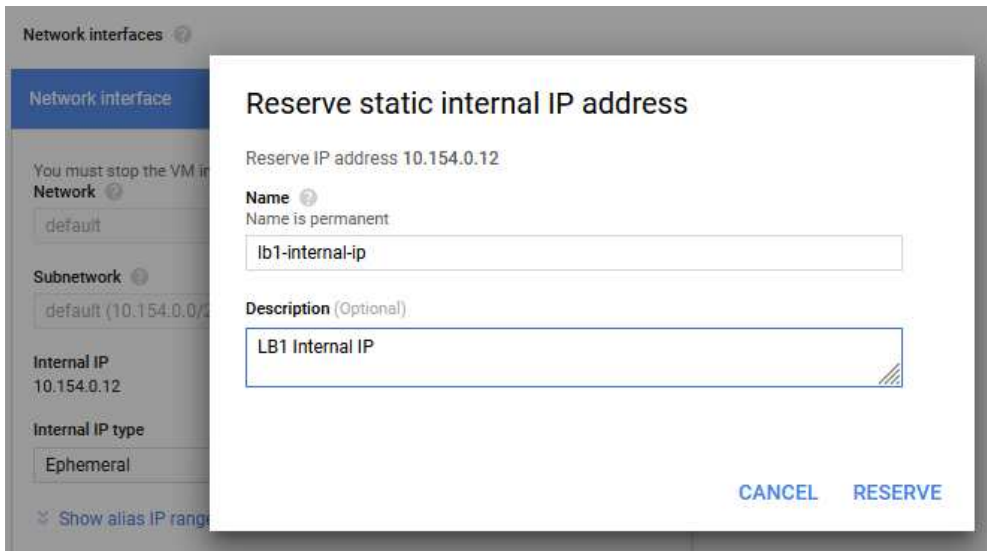 Network interfaces
Network interface
You must stop the VM
Network
default
Subnetwork
default (10.154.0.0/2
Internal IP
10.154.0.12
Internal IP type
Ephemeral
Show alias IP range
Reserve static internal IP address
Reserve IP address 10.154.0.12
Name
Name is permanent
lb1-internal-ip
Description (Optional)
LB1 Internal IP
CANCEL RESERVE